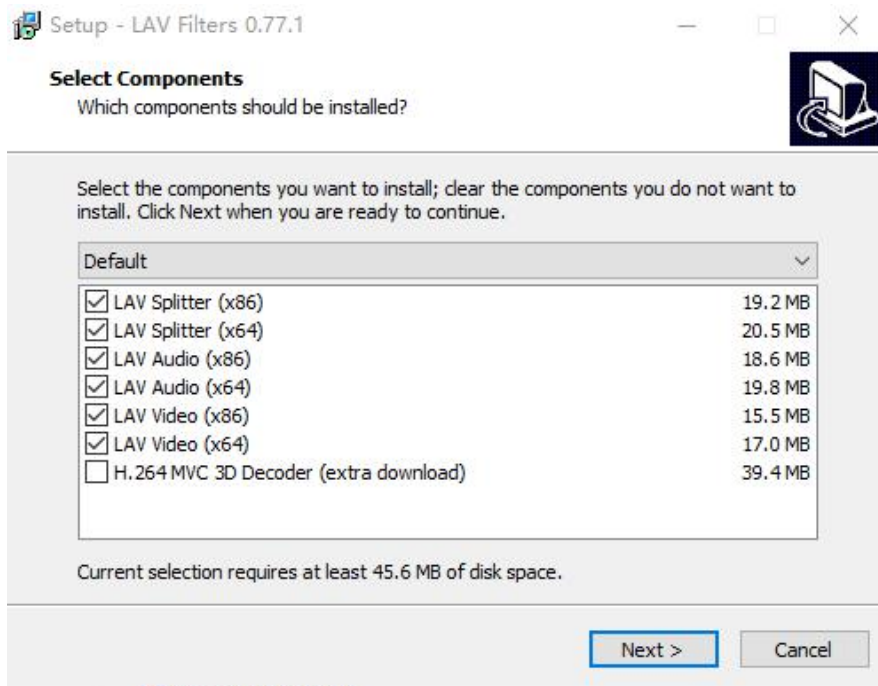 Setup - LAV Filters 0.77.1
Select Components
Which components should be installed?
Select the components you want to install; clear the components you do not want to
install. Click Next when you are ready to continue.
Default
LAV Splitter (x86) 19.2 MB
LAV Splitter (x64) 20.5 MB
LAV Audio (x86) 18.6 MB
LAV Audio (x64) 19.8 MB
LAV Video (x86) 15.5 MB
LAV Video (x64) 17.0 MB
H.264 MVC 3D Decoder (extra download) 39.4 MB
Current selection requires at least 45.6 MB of disk space.
Next > Cancel